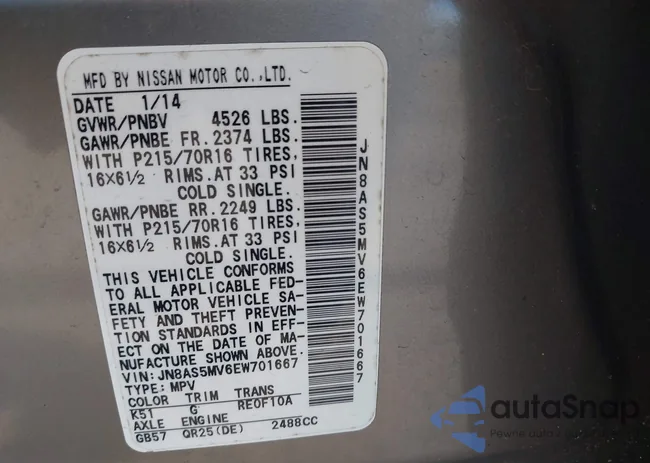 MFD BY NISSAN MOTOR CO.,LTD.
DATE 1/14
GVWR/PNBV 4526 LBS.
GAWR/PNBE FR. 2374 LBS.
WITH P215/70R16 TIRES,
16X6½ RIMS. AT 33 PSI
COLD SINGLE.
GAWR/PNBE RR. 2249 LBS.
WITH P215/70R16 TIRES,
16X6½ RIMS. AT 33 PSI
COLD SINGLE.
THIS VEHICLE CONFORMS
TO ALL APPLICABLE FED-
ERAL MOTOR VEHICLE SA-
FETY AND THEFT PREVEN-
TION STANDARDS IN EFF-
ECT ON THE DATE OF MA-
NUFACTURE SHOWN ABOVE.
VIN: JN8AS5MV6EW701667
TYPE: MPV
COLOR TRIM TRANS
K51 G RE0F10A
AXLE ENGINE
GB57 QR25(DE) 2488CC
JN8AS5MV6EW701667
autoSnap
Pewne auta z